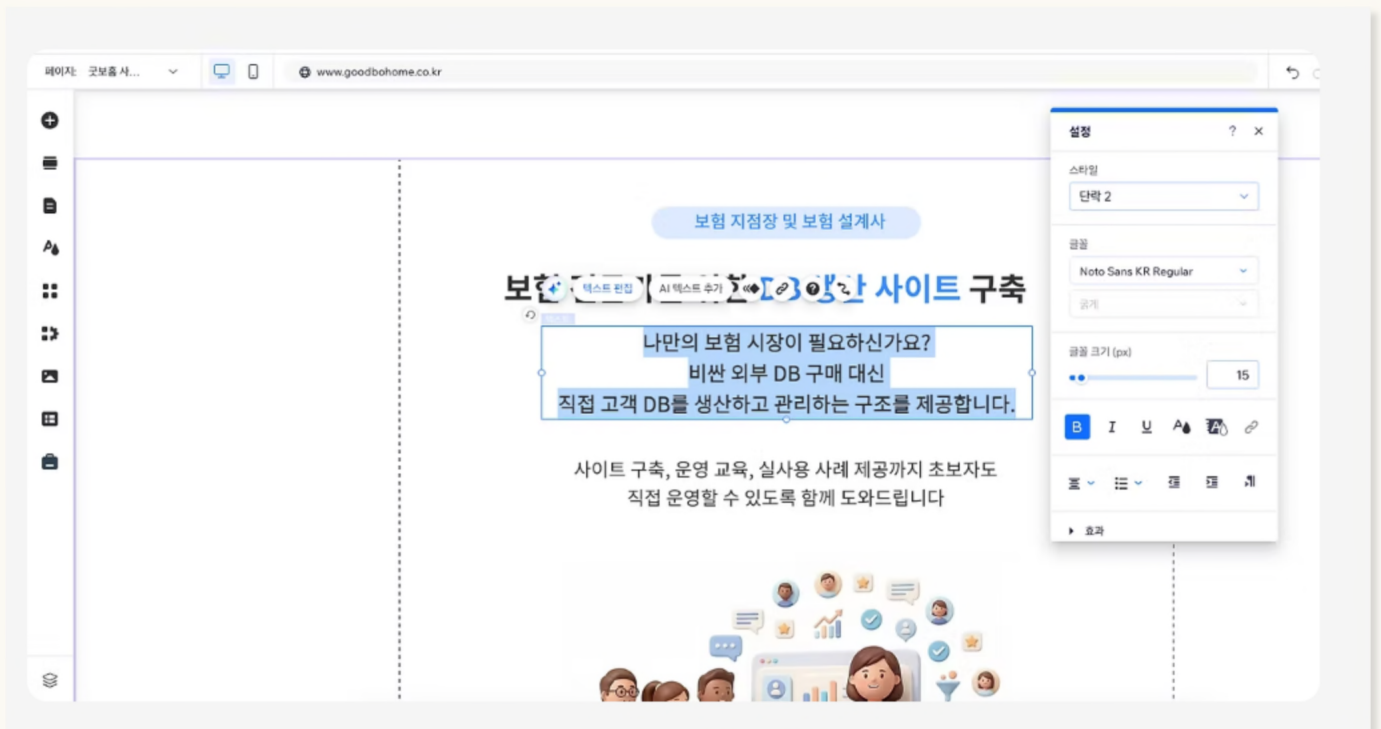 페이지: 굿보홈 사...
www.goodbohome.co.kr
설정
?
스타일
단락 2
글꼴
Noto Sans KR Regular
굵게
글꼴 크기 (px)
15
B I U
효과
보험 지점장 및 보험 설계사
사이트 구축
텍스트 편집
AI 텍스트 추가
나만의 보험 시장이 필요하신가요?
비싼 외부 DB 구매 대신
직접 고객 DB를 생산하고 관리하는 구조를 제공합니다.
사이트 구축, 운영 교육, 실사용 사례 제공까지 초보자도
직접 운영할 수 있도록 함께 도와드립니다